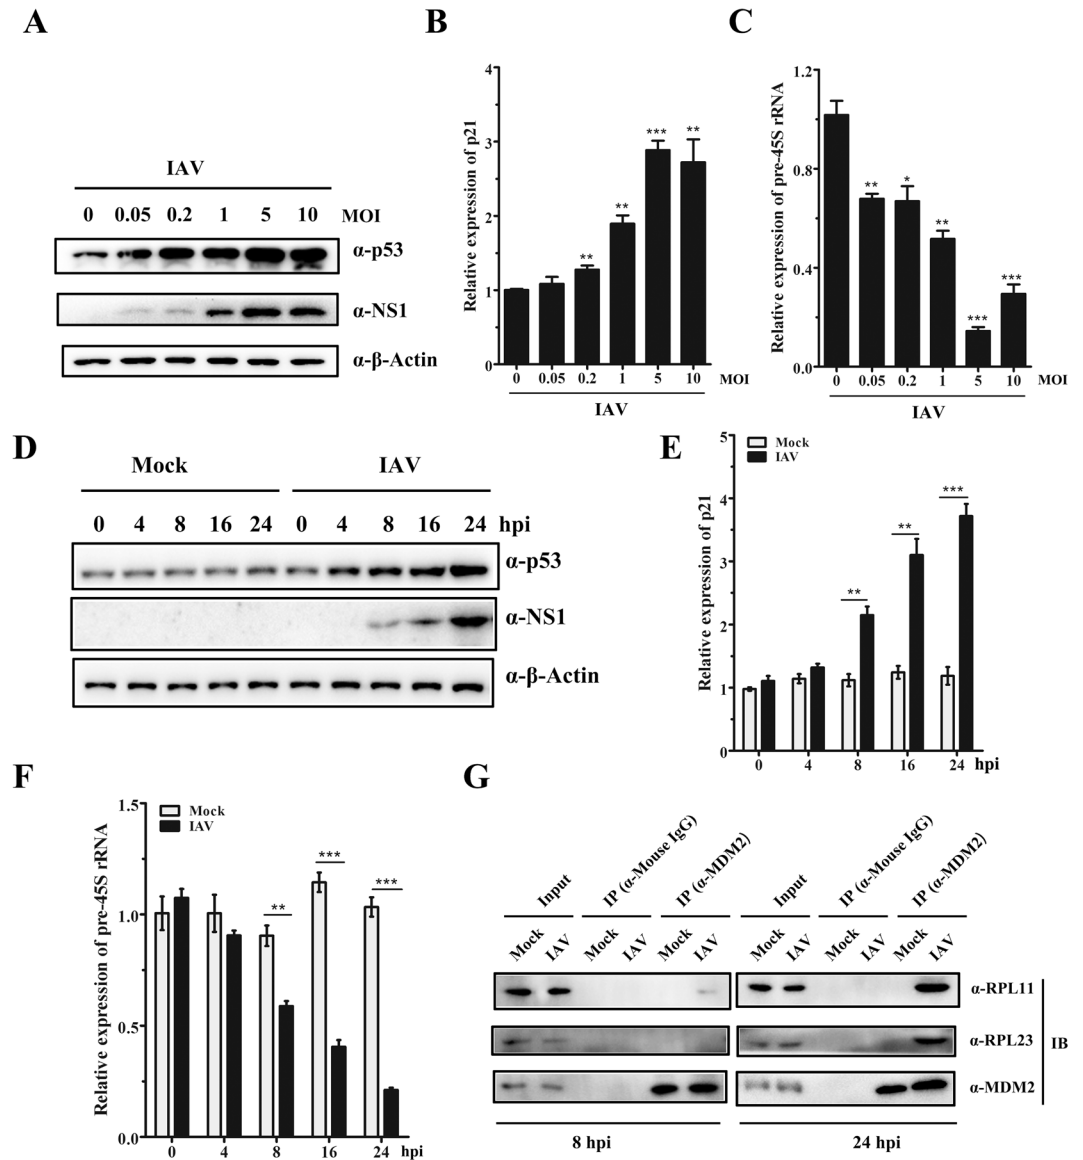 A
IAV
0 0.05 0.2 1 5 10 MOI
α-p53
α-NS1
α-β-Actin
B
Relative expression of p21
4
3
2
1
0
** ** *** **
0 0.05 0.2 1 5 10 MOI
IAV
C
Relative expression of pre-45S rRNA
1.2
0.8
0.4
0.0
** * ** *** ***
0 0.05 0.2 1 5 10 MOI
IAV
D
Mock IAV
0 4 8 16 24 0 4 8 16 24 hpi
α-p53
α-NS1
α-β-Actin
E
Relative expression of p21
Mock
IAV
5
4
3
2
1
0
** ** ***
0 4 8 16 24 hpi
F
Relative expression of pre-45S rRNA
Mock
IAV
1.5
1.0
0.5
0.0
** *** ***
0 4 8 16 24 hpi
G
Input IP (α-Mouse IgG) IP (α-MDM2) Input IP (α-Mouse IgG) IP (α-MDM2)
Mock IAV Mock IAV Mock IAV Mock IAV Mock IAV Mock IAV
α-RPL11
α-RPL23
α-MDM2
IB
8 hpi 24 hpi